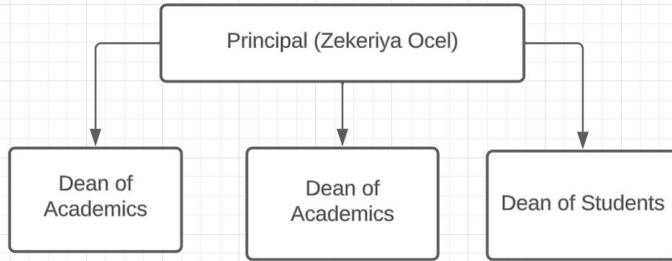 Principal (Zekeriya Ocel)
Dean of
Academics
Dean of
Academics
Dean of Students